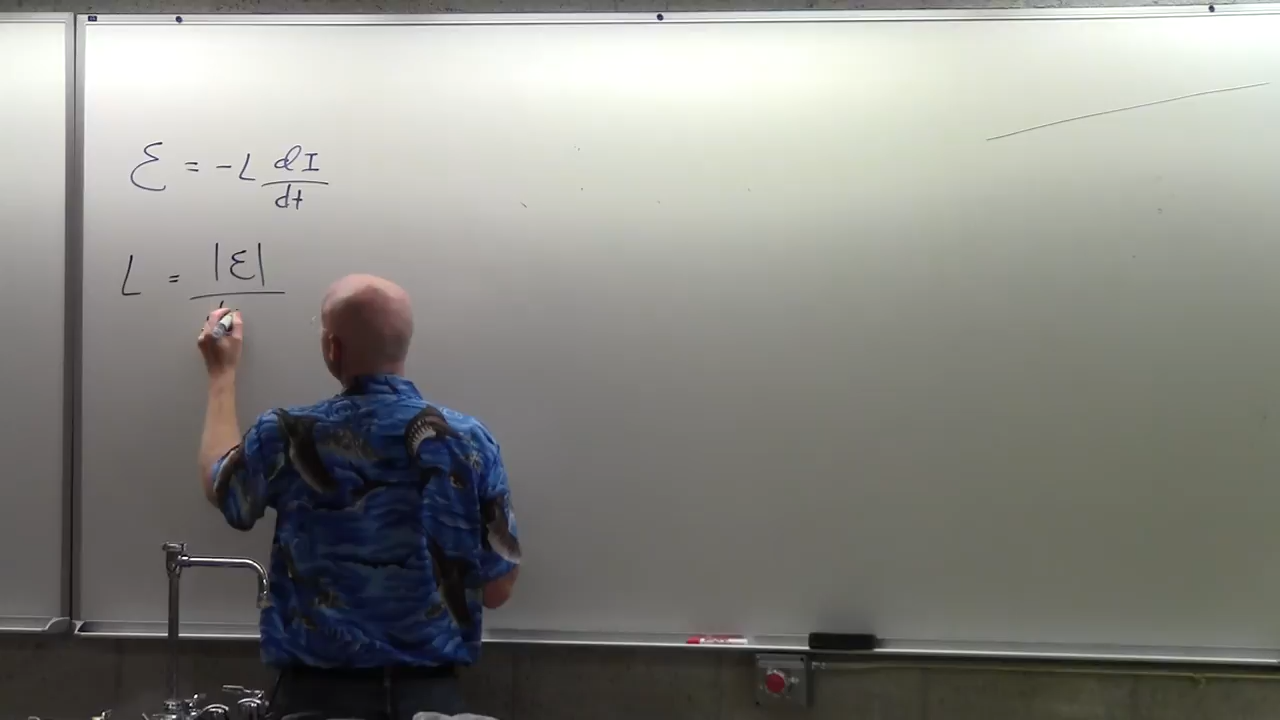 ℰ = -L dI/dt
L = |ℰ|/